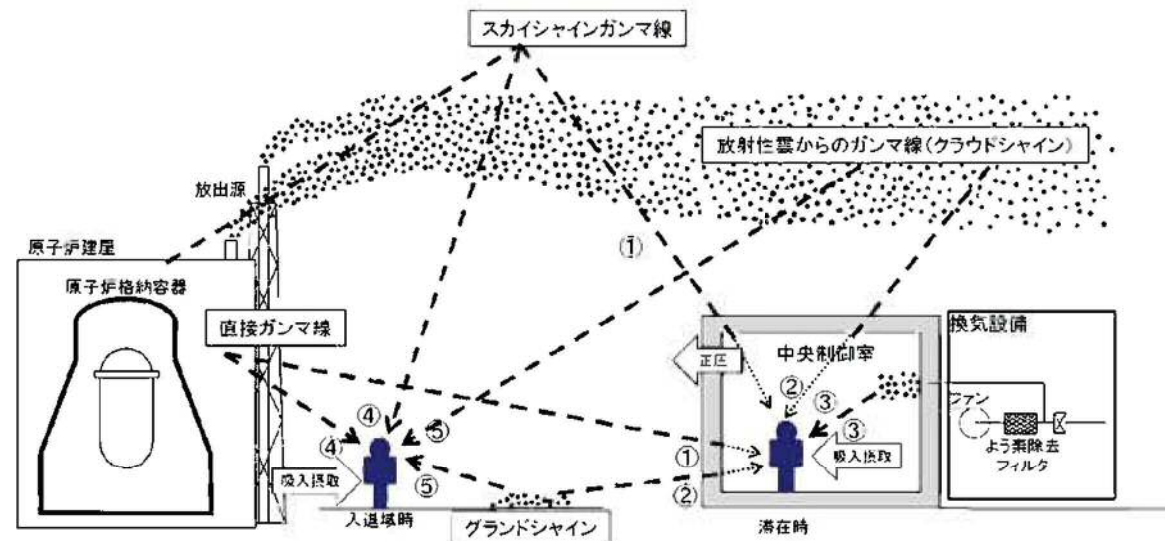 スカイシャインガンマ線
放射性雲からのガンマ線(クラウドシャイン)
放出源
①
原子炉建屋
原子炉格納容器
直接ガンマ線
換気設備
正圧
中央制御室
②
③
ファン
④
⑤
④
③
よう素除去
フィルタ
①
吸入摂取
⑤
吸入摂取
②
入退域時
グランドシャイン
滞在時